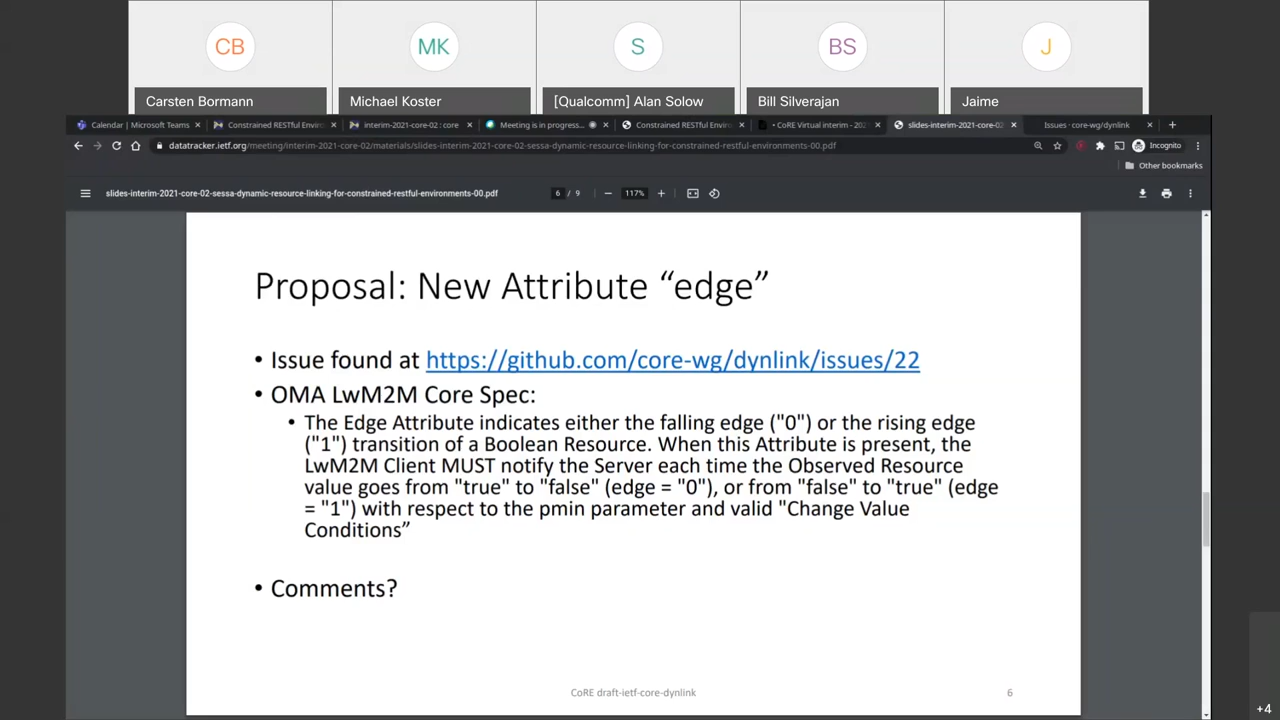 CB
MK
S
BS
J
Carsten Bormann
Michael Koster
[Qualcomm] Alan Solow
Bill Silverajan
Jaime
Calendar | Microsoft Teams
Constrained RESTful Environm
interim-2021-core-02 : core
Meeting is in progress...
Constrained RESTful Environm
• CoRE Virtual interim - 202
slides-interim-2021-core-02
Issues · core-wg/dynlink
datatracker.ietf.org/meeting/interim-2021-core-02/materials/slides-interim-2021-core-02-sessa-dynamic-resource-linking-for-constrained-restful-environments-00.pdf
Incognito
Other bookmarks
slides-interim-2021-core-02-sessa-dynamic-resource-linking-for-constrained-restful-environments-00.pdf
6 / 9
117%
Proposal: New Attribute “edge”
• Issue found at https://github.com/core-wg/dynlink/issues/22
• OMA LwM2M Core Spec:
• The Edge Attribute indicates either the falling edge ("0") or the rising edge
("1") transition of a Boolean Resource. When this Attribute is present, the
LwM2M Client MUST notify the Server each time the Observed Resource
value goes from "true" to "false" (edge = "0"), or from "false" to "true" (edge
= "1") with respect to the pmin parameter and valid "Change Value
Conditions”
• Comments?
CoRE draft-ietf-core-dynlink
6
+4